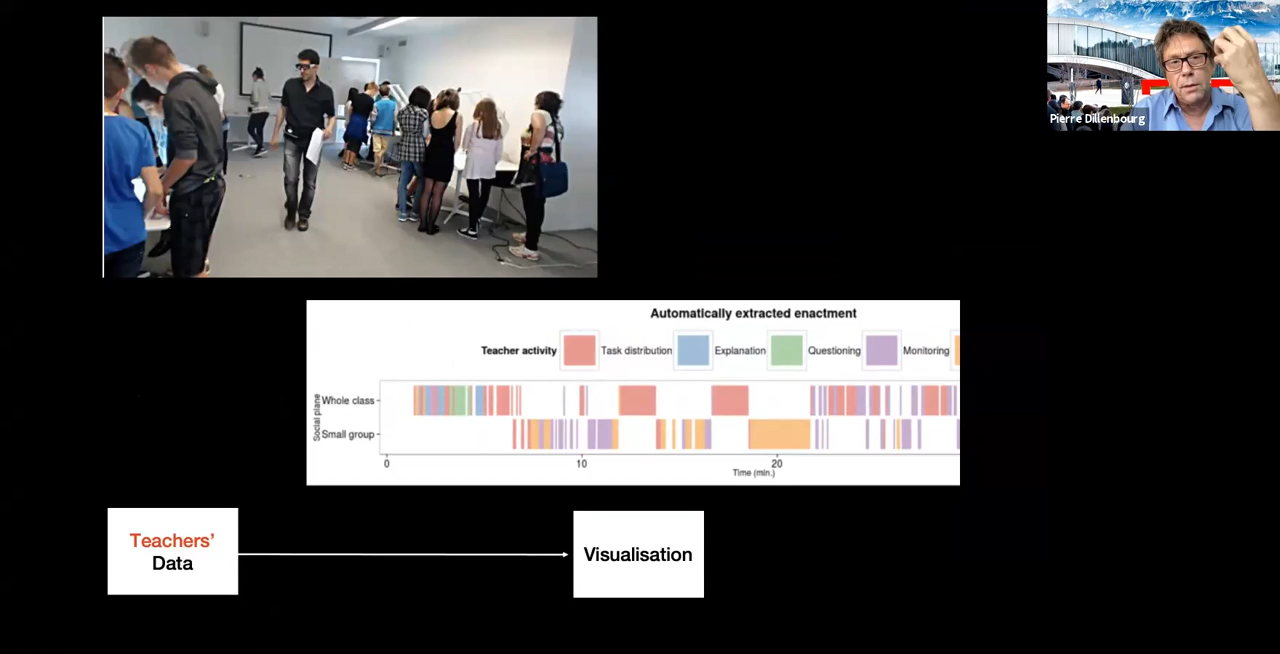 Pierre Dillenbourg
Automatically extracted enactment
Teacher activity Task distribution Explanation Questioning Monitoring
Social plane
Whole class
Small group
0 10 20
Time (min.)
Teachers' Data
Visualisation